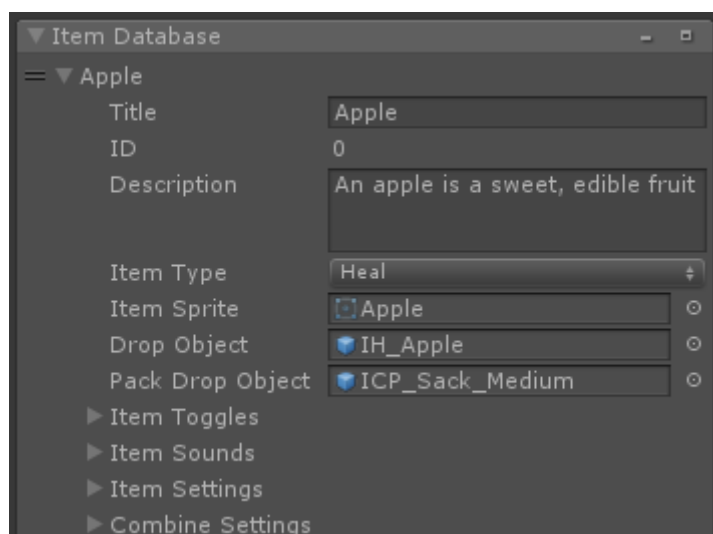 Item Database
Apple
Title Apple
ID 0
Description An apple is a sweet, edible fruit
Item Type Heal
Item Sprite Apple
Drop Object IH_Apple
Pack Drop Object ICP_Sack_Medium
Item Toggles
Item Sounds
Item Settings
Combine Settings